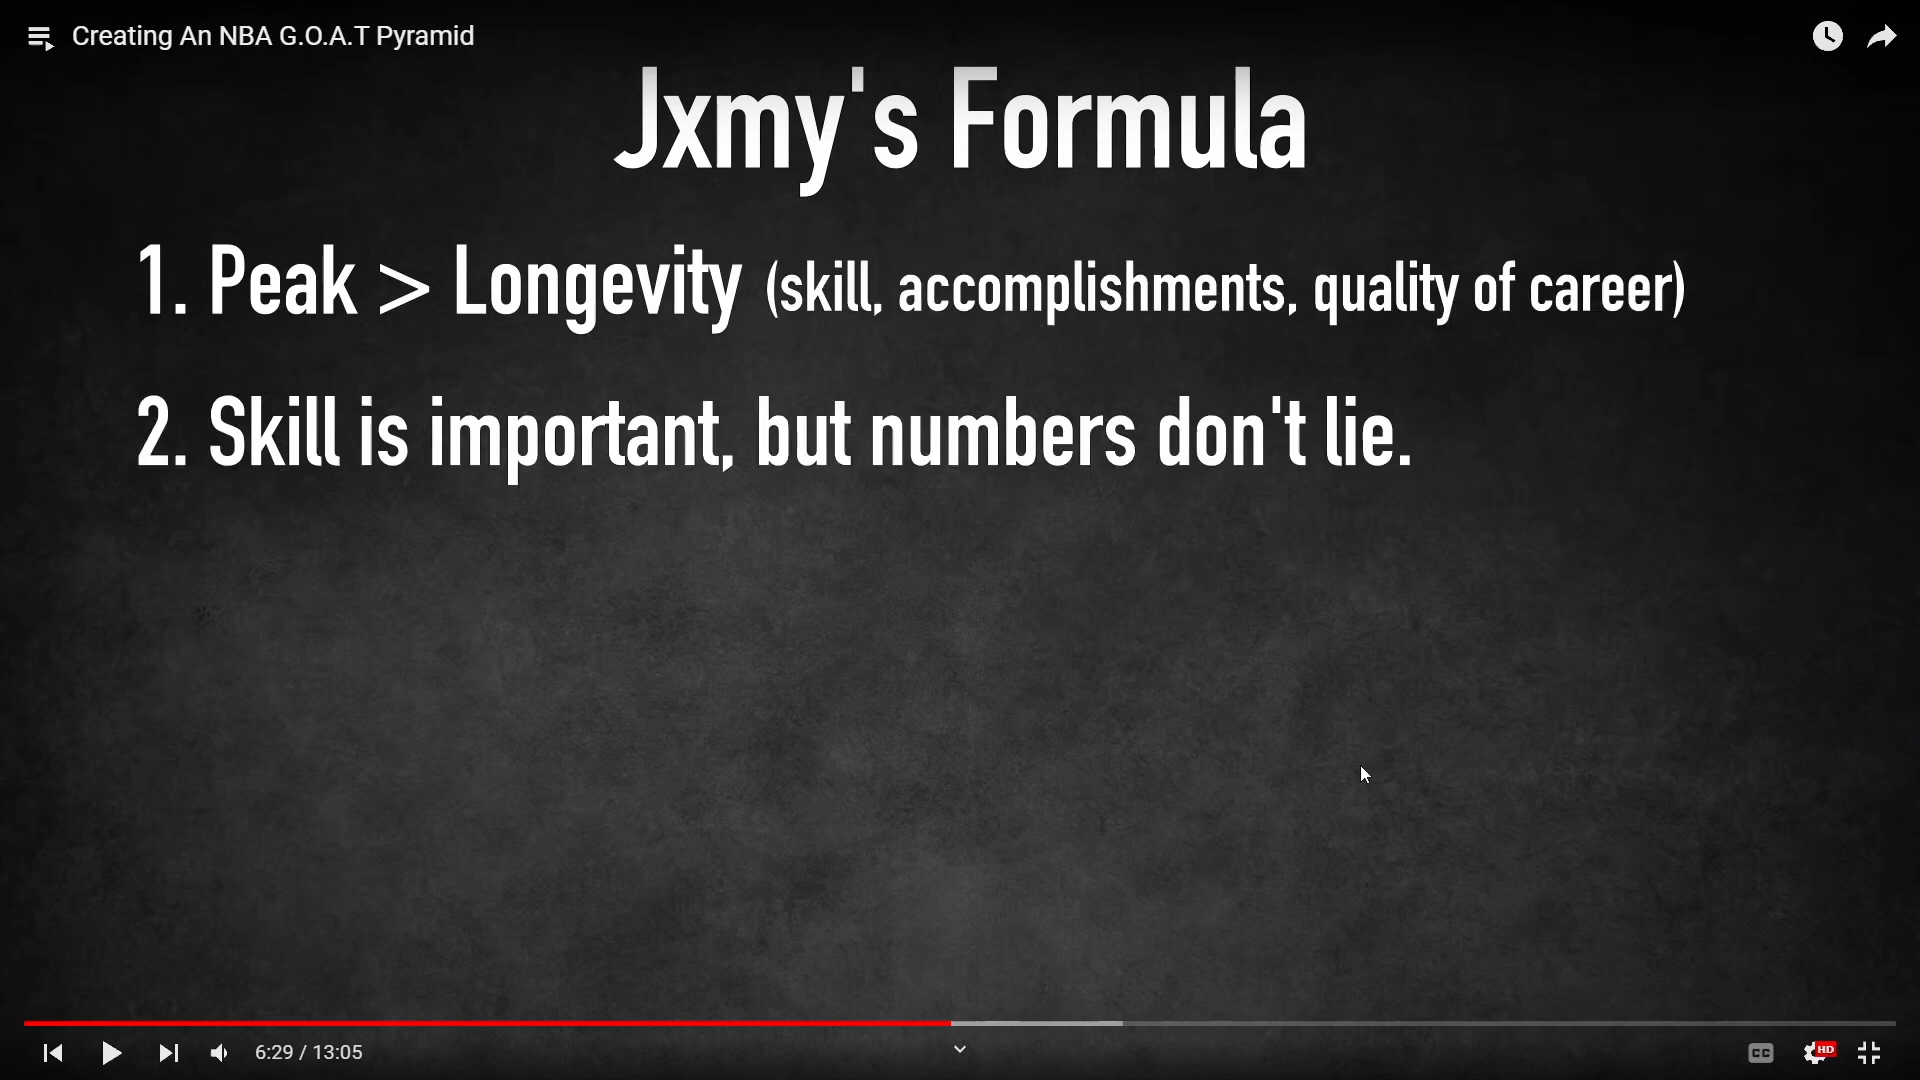 Creating An NBA G.O.A.T Pyramid
Jxmy's Formula
1. Peak > Longevity (skill, accomplishments, quality of career)
2. Skill is important, but numbers don't lie.
6:29 / 13:05
CC
HD